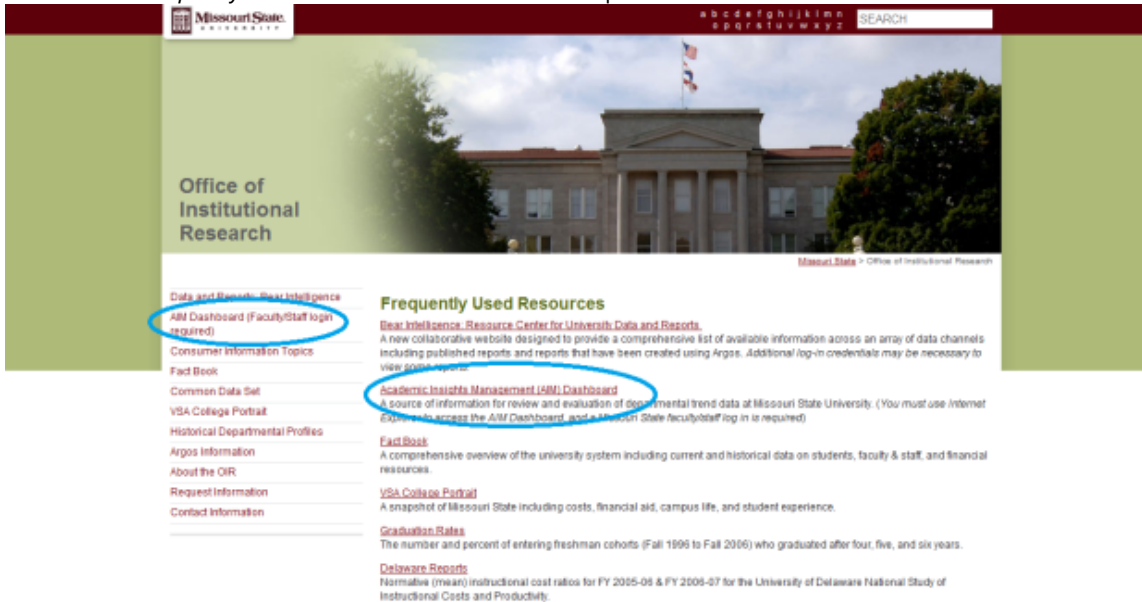 Missouri State.
UNIVERSITY
a b c d e f g h i j k l m n
o p q r s t u v w x y z
SEARCH
Office of
Institutional
Research
Missouri State > Office of Institutional Research
Data and Reports: Bear Intelligence
AIM Dashboard (Faculty/Staff login
required)
Consumer Information Topics
Fact Book
Common Data Set
VSA College Portrait
Historical Departmental Profiles
Argos Information
About the OIR
Request Information
Contact Information
Frequently Used Resources
Bear Intelligence: Resource Center for University Data and Reports
A new collaborative website designed to provide a comprehensive list of available information across an array of data channels
including published reports and reports that have been created using Argos. Additional log-in credentials may be necessary to
view some reports.
Academic Insights Management (AIM) Dashboard
A source of information for review and evaluation of departmental trend data at Missouri State University. (You must use Internet
Explorer to access the AIM Dashboard, and a Missouri State faculty/staff log in is required)
Fact Book
A comprehensive overview of the university system including current and historical data on students, faculty & staff, and financial
resources.
VSA College Portrait
A snapshot of Missouri State including costs, financial aid, campus life, and student experience.
Graduation Rates
The number and percent of entering freshman cohorts (Fall 1996 to Fall 2006) who graduated after four, five, and six years.
Delaware Reports
Normative (mean) instructional cost ratios for FY 2005-06 & FY 2006-07 for the University of Delaware National Study of
Instructional Costs and Productivity.